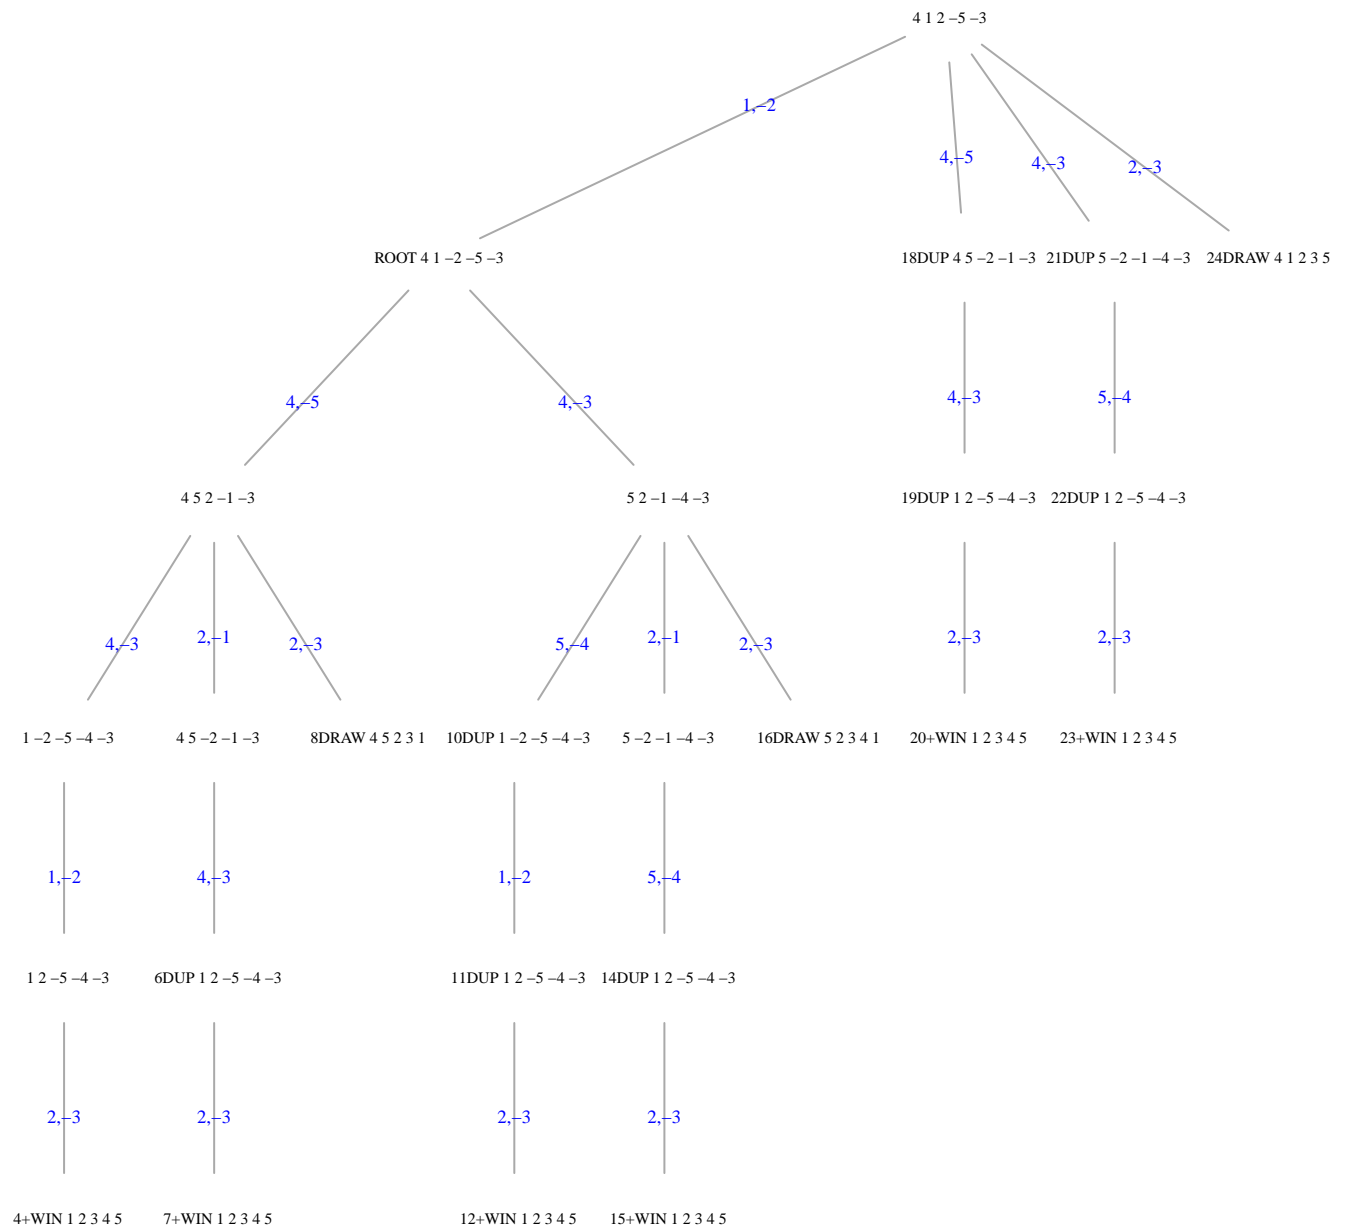 4 1 2 −5 −3
1,−2
4,−5
4,−3
2,−3
ROOT 4 1 −2 −5 −3
18DUP 4 5 −2 −1 −3
21DUP 5 −2 −1 −4 −3
24DRAW 4 1 2 3 5
4,−5
4,−3
4,−3
5,−4
4 5 2 −1 −3
5 2 −1 −4 −3
19DUP 1 2 −5 −4 −3
22DUP 1 2 −5 −4 −3
4,−3
2,−1
2,−3
5,−4
2,−1
2,−3
2,−3
2,−3
1 −2 −5 −4 −3
4 5 −2 −1 −3
8DRAW 4 5 2 3 1
10DUP 1 −2 −5 −4 −3
5 −2 −1 −4 −3
16DRAW 5 2 3 4 1
20+WIN 1 2 3 4 5
23+WIN 1 2 3 4 5
1,−2
4,−3
1,−2
5,−4
1 2 −5 −4 −3
6DUP 1 2 −5 −4 −3
11DUP 1 2 −5 −4 −3
14DUP 1 2 −5 −4 −3
2,−3
2,−3
2,−3
2,−3
4+WIN 1 2 3 4 5
7+WIN 1 2 3 4 5
12+WIN 1 2 3 4 5
15+WIN 1 2 3 4 5